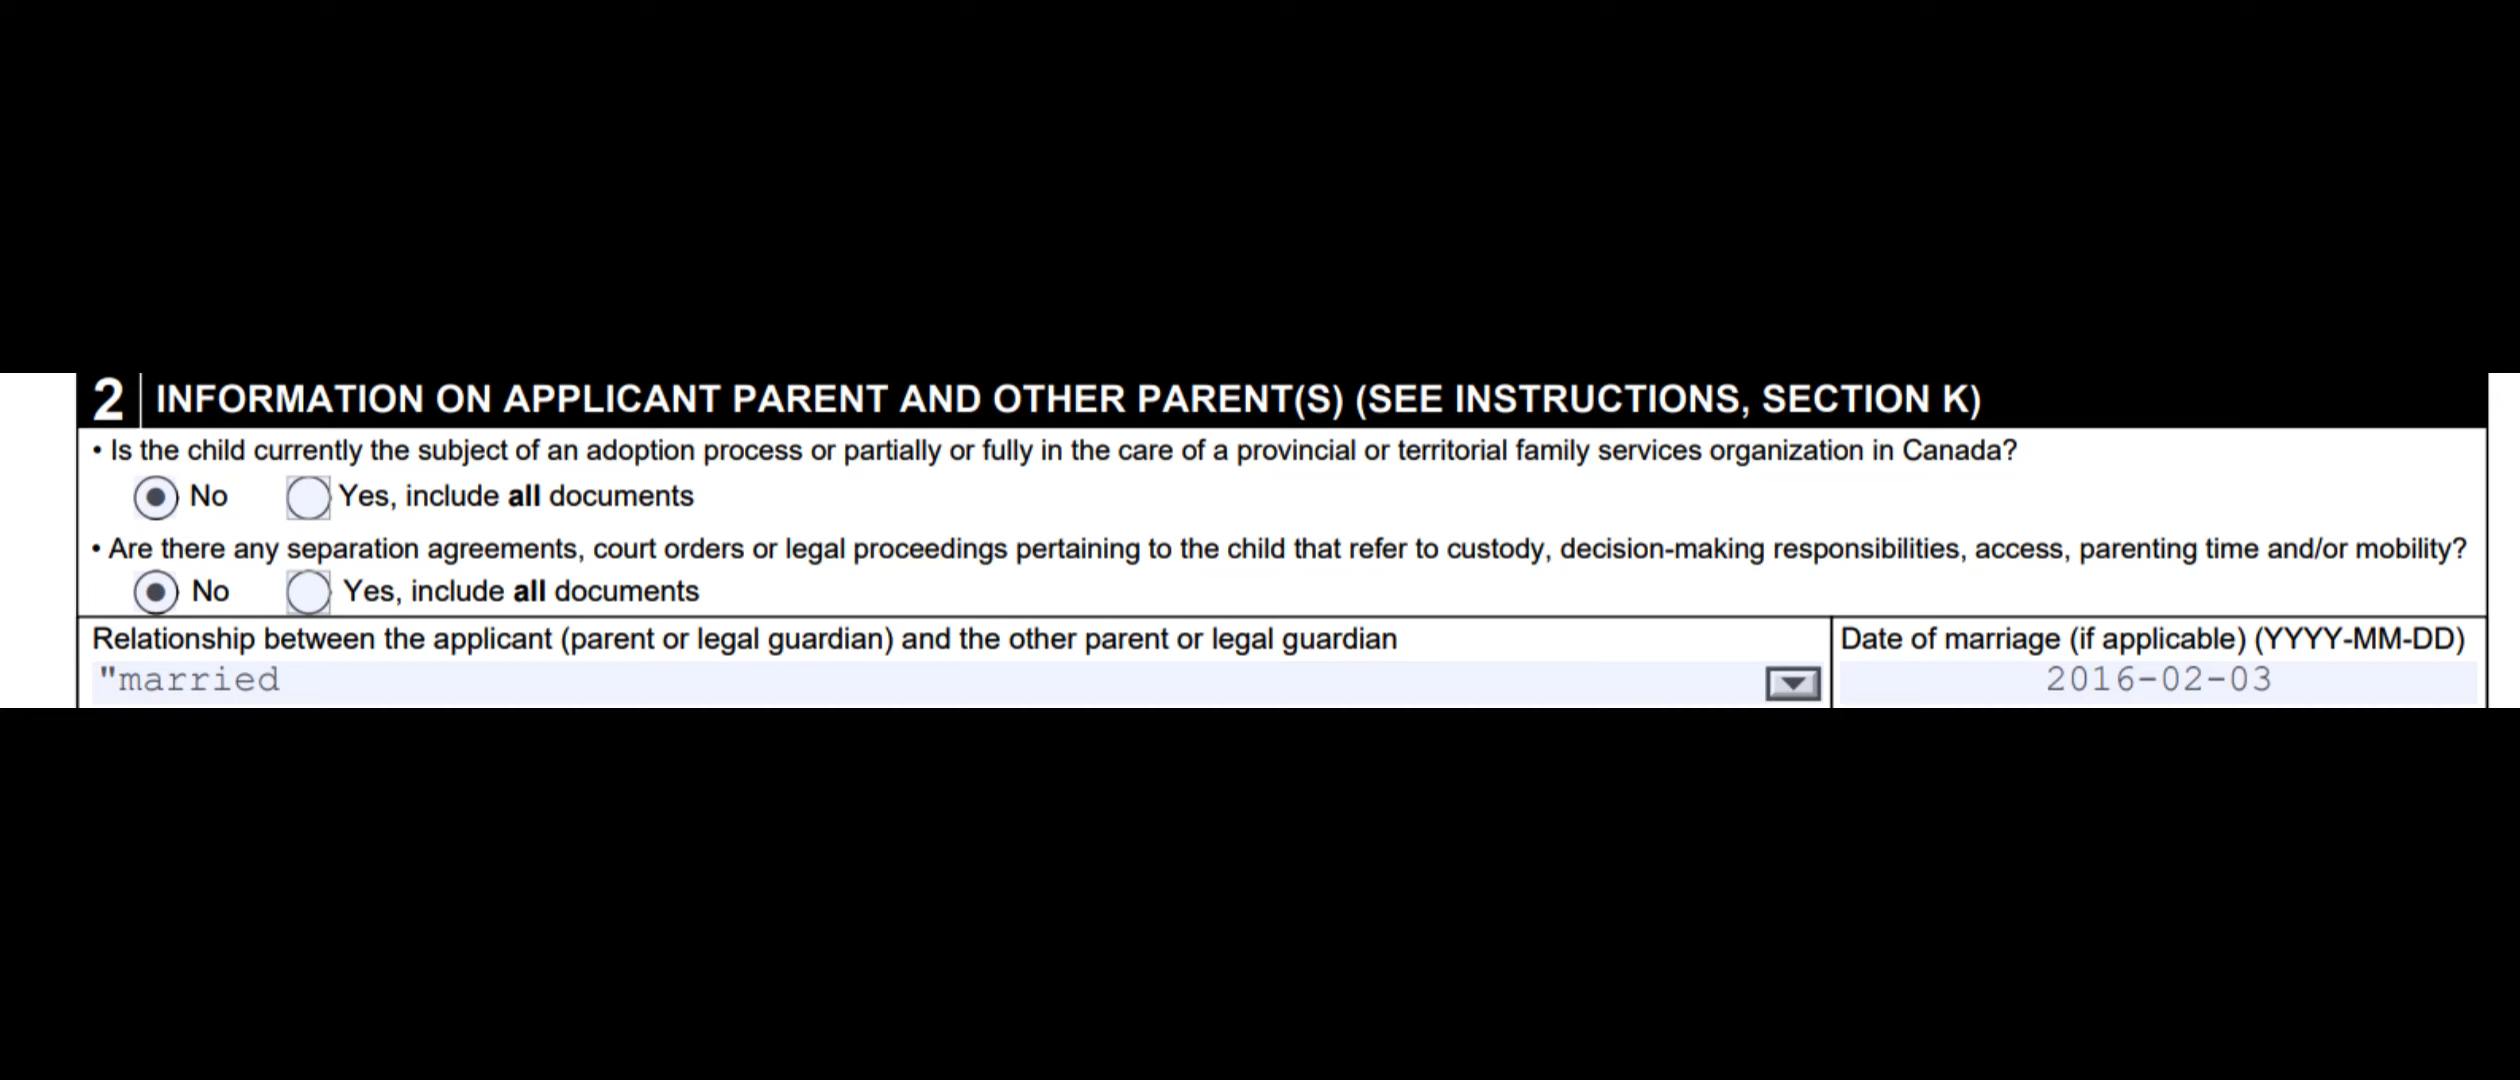 2 INFORMATION ON APPLICANT PARENT AND OTHER PARENT(S) (SEE INSTRUCTIONS, SECTION K)
• Is the child currently the subject of an adoption process or partially or fully in the care of a provincial or territorial family services organization in Canada?
No Yes, include all documents
• Are there any separation agreements, court orders or legal proceedings pertaining to the child that refer to custody, decision-making responsibilities, access, parenting time and/or mobility?
No Yes, include all documents
Relationship between the applicant (parent or legal guardian) and the other parent or legal guardian
Date of marriage (if applicable) (YYYY-MM-DD)
"married
2016-02-03